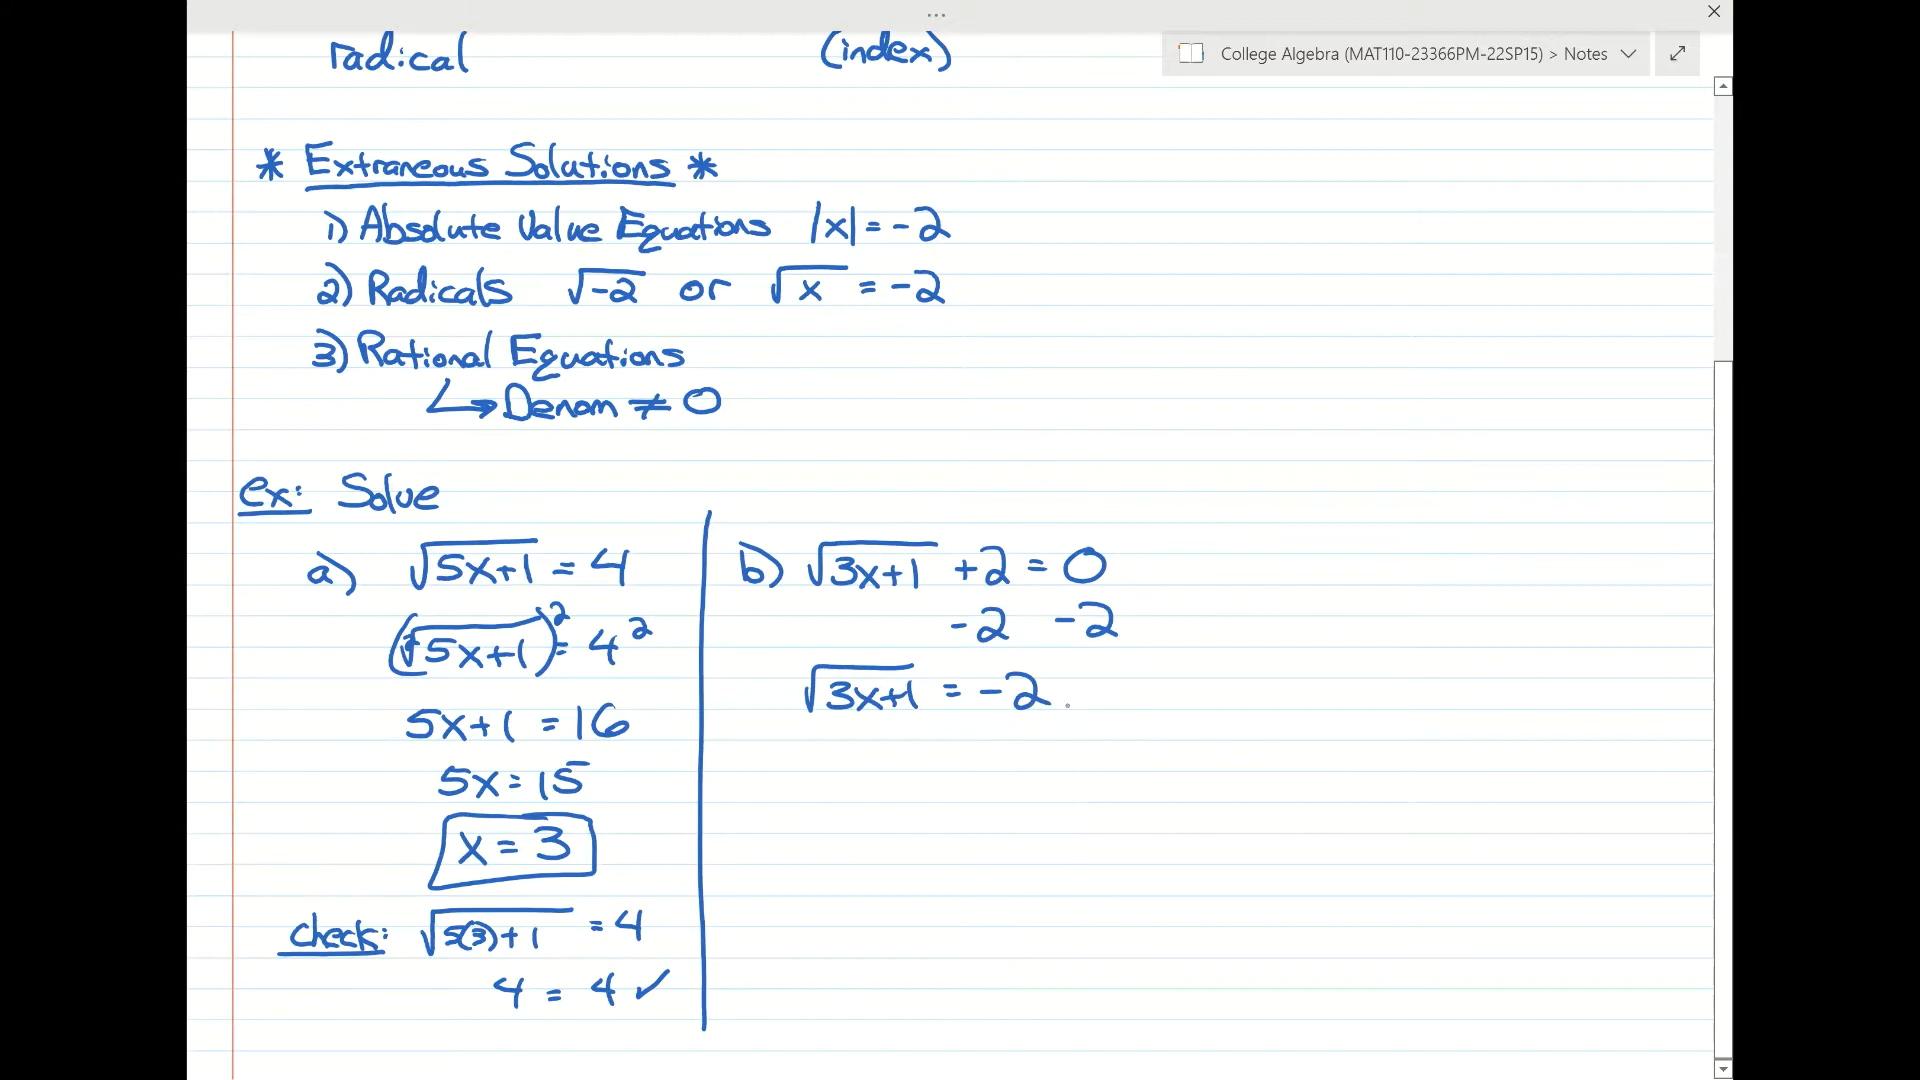 ...
College Algebra (MAT110-23366PM-22SP15) > Notes
radical (index)
* Extraneous Solutions *
1) Absolute Value Equations |x| = -2
2) Radicals √-2 or √x = -2
3) Rational Equations
↳ Denom ≠ 0
ex: Solve
a) √5x+1 = 4
(√5x+1)² = 4²
5x+1 = 16
5x = 15
x = 3
check: √5(3)+1 = 4
4 = 4 ✓
b) √3x+1 +2 = 0
-2 -2
√3x+1 = -2